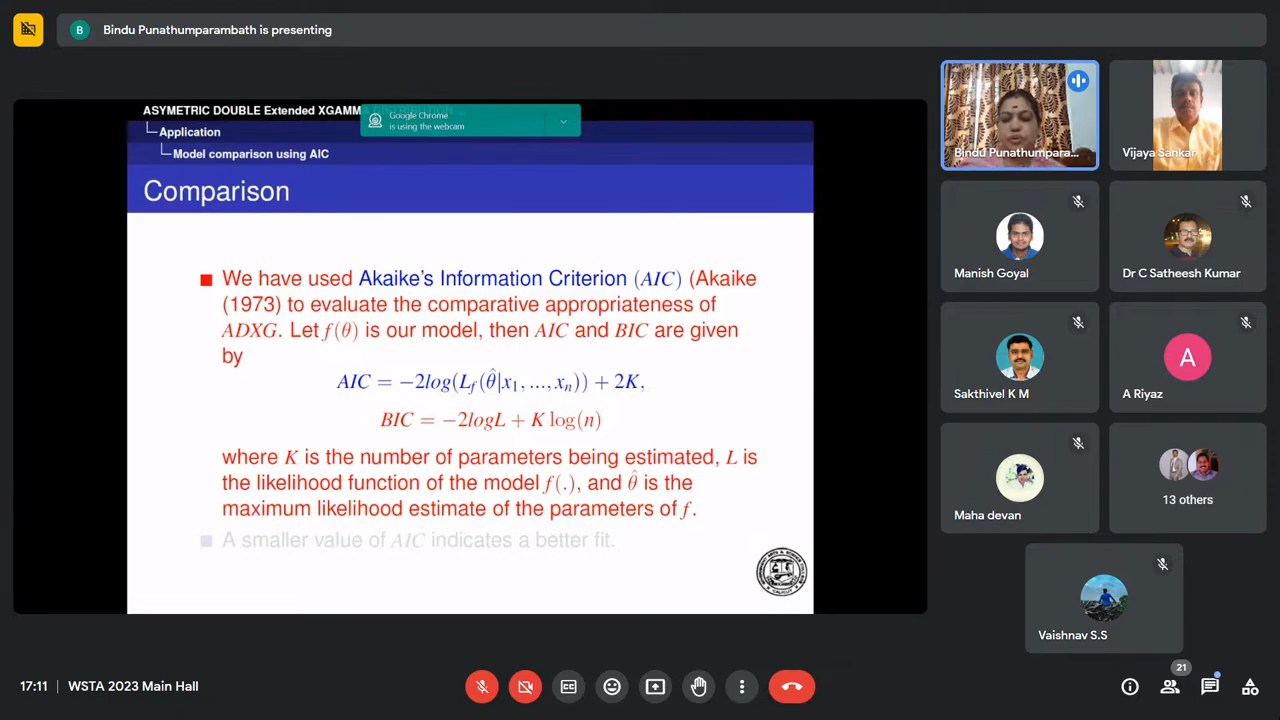 B Bindu Punathumparambath is presenting
ASYMETRIC DOUBLE Extended XGAMMA DISTRIBUTION
Google Chrome
is using the webcam
Application
Model comparison using AIC
Comparison
We have used Akaike's Information Criterion (AIC) (Akaike
(1973) to evaluate the comparative appropriateness of
ADXG. Let f(θ) is our model, then AIC and BIC are given
by
AIC = −2log(L_f(θ̂|x₁, ..., xₙ)) + 2K,
BIC = −2logL + K log(n)
where K is the number of parameters being estimated, L is
the likelihood function of the model f(.), and θ̂ is the
maximum likelihood estimate of the parameters of f.
A smaller value of AIC indicates a better fit.
Bindu Punathumpara...
Vijaya Sankar
Manish Goyal
Dr C Satheesh Kumar
Sakthivel K M
A
A Riyaz
Maha devan
13 others
Vaishnav S.S
17:11 | WSTA 2023 Main Hall
21